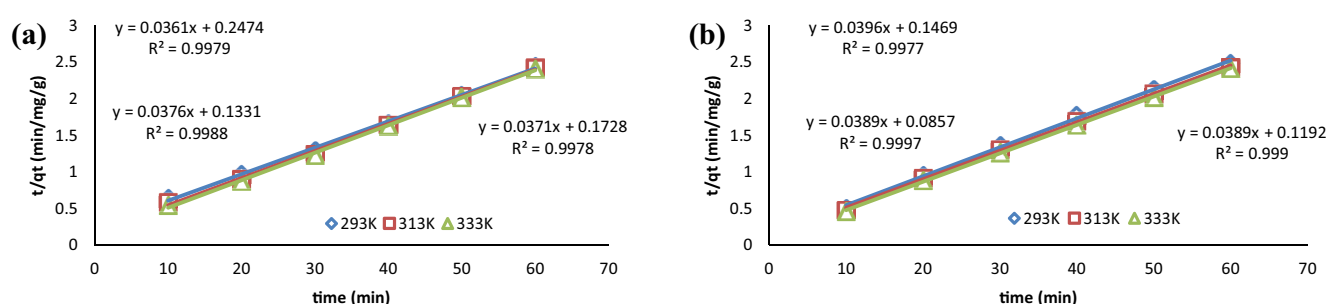 (a)
y = 0.0361x + 0.2474
R² = 0.9979
y = 0.0376x + 0.1331
R² = 0.9988
y = 0.0371x + 0.1728
R² = 0.9978
t/qt (min/mg/g)
3
2.5
2
1.5
1
0.5
0
293K 313K 333K
0 10 20 30 40 50 60 70
time (min)
(b)
y = 0.0396x + 0.1469
R² = 0.9977
y = 0.0389x + 0.0857
R² = 0.9997
y = 0.0389x + 0.1192
R² = 0.999
t/qt (min/mg/g)
3
2.5
2
1.5
1
0.5
0
293K 313K 333K
0 10 20 30 40 50 60 70
time (min)